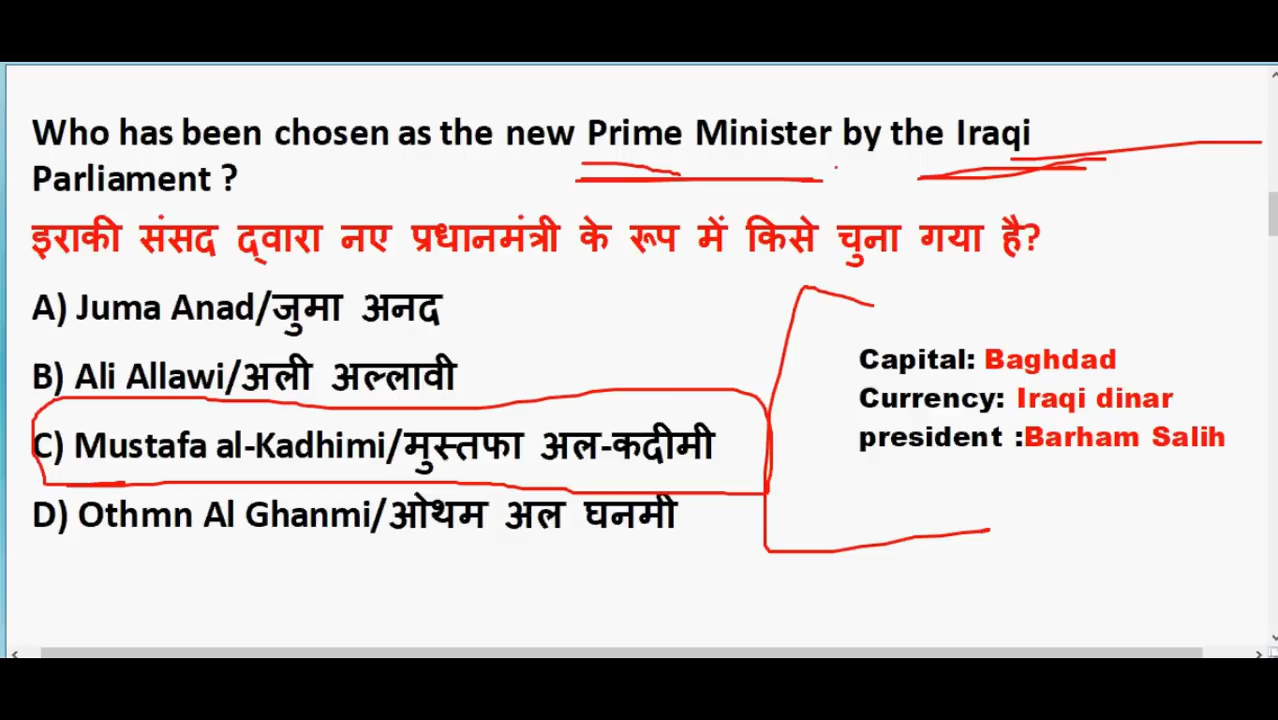 Who has been chosen as the new Prime Minister by the Iraqi
Parliament ?
इराकी संसद द्वारा नए प्रधानमंत्री के रूप में किसे चुना गया है?
A) Juma Anad/जुमा अनद
B) Ali Allawi/अली अल्लावी
C) Mustafa al-Kadhimi/मुस्तफा अल-कदीमी
D) Othmn Al Ghanmi/ओथम अल घनमी
Capital: Baghdad
Currency: Iraqi dinar
president :Barham Salih